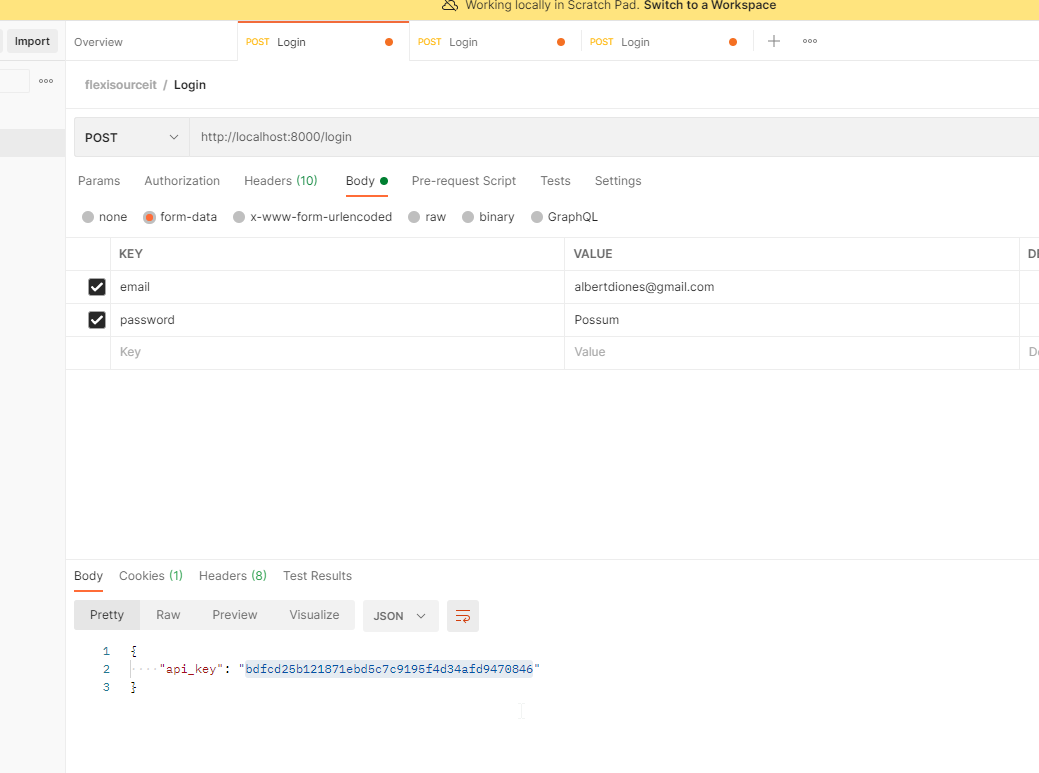 Working locally in Scratch Pad. Switch to a Workspace
Import
Overview
POST Login
POST Login
POST Login
flexisourceit / Login
POST
http://localhost:8000/login
Params Authorization Headers (10) Body Pre-request Script Tests Settings
none form-data x-www-form-urlencoded raw binary GraphQL
KEY VALUE
email albertdiones@gmail.com
password Possum
Key Value
Body Cookies (1) Headers (8) Test Results
Pretty Raw Preview Visualize JSON
1 {
2 "api_key": "bdfcd25b121871ebd5c7c9195f4d34afd9470846"
3 }